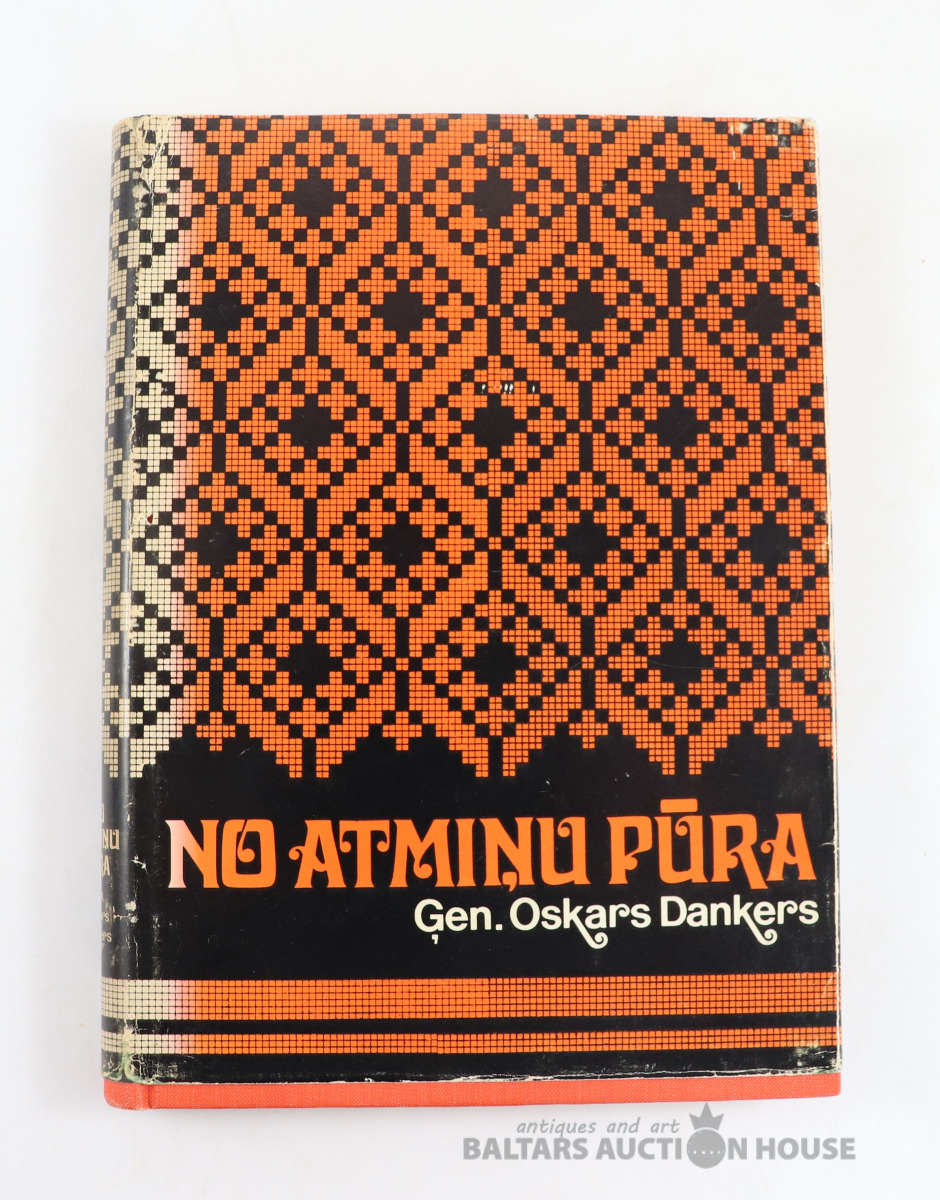 NO ATMIŅU PŪRA
Ģen. Oskars Dankers
antiques and art
BALTARS AUCTION HOUSE